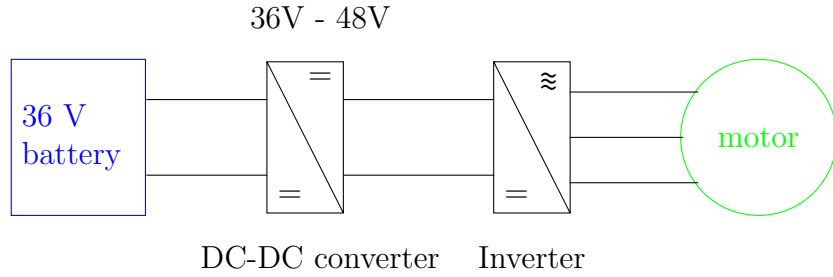 36V - 48V
36 V
battery
motor
DC-DC converter
Inverter